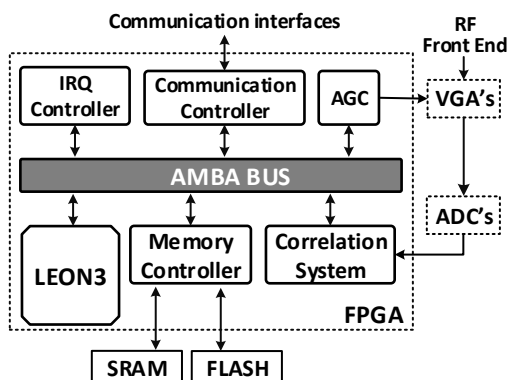 Communication interfaces
RF
Front End
IRQ
Controller
Communication
Controller
AGC
VGA's
AMBA BUS
ADC's
LEON3
Memory
Controller
Correlation
System
FPGA
SRAM
FLASH